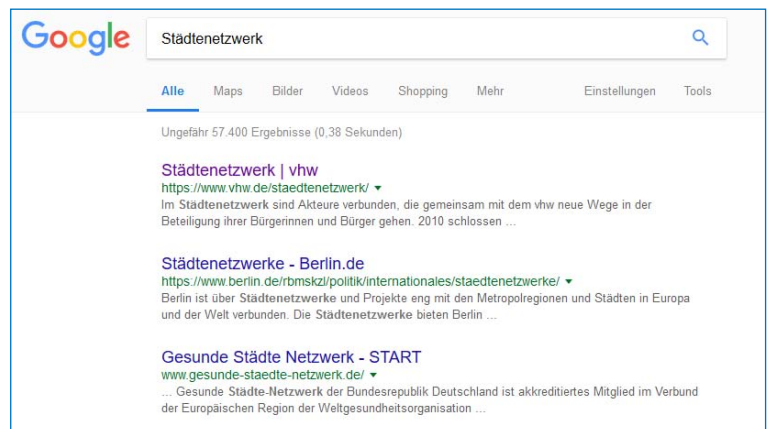 Google Städtenetzwerk
Alle Maps Bilder Videos Shopping Mehr Einstellungen Tools
Ungefähr 57.400 Ergebnisse (0,38 Sekunden)
Städtenetzwerk | vhw
https://www.vhw.de/staedtenetzwerk/
Im Städtenetzwerk sind Akteure verbunden, die gemeinsam mit dem vhw neue Wege in der
Beteiligung ihrer Bürgerinnen und Bürger gehen. 2010 schlossen ...
Städtenetzwerke - Berlin.de
https://www.berlin.de/rbmskzl/politik/internationales/staedtenetzwerke/
Berlin ist über Städtenetzwerke und Projekte eng mit den Metropolregionen und Städten in Europa
und der Welt verbunden. Die Städtenetzwerke bieten Berlin ...
Gesunde Städte Netzwerk - START
www.gesunde-staedte-netzwerk.de/
... Gesunde Städte-Netzwerk der Bundesrepublik Deutschland ist akkreditiertes Mitglied im Verbund
der Europäischen Region der Weltgesundheitsorganisation ...